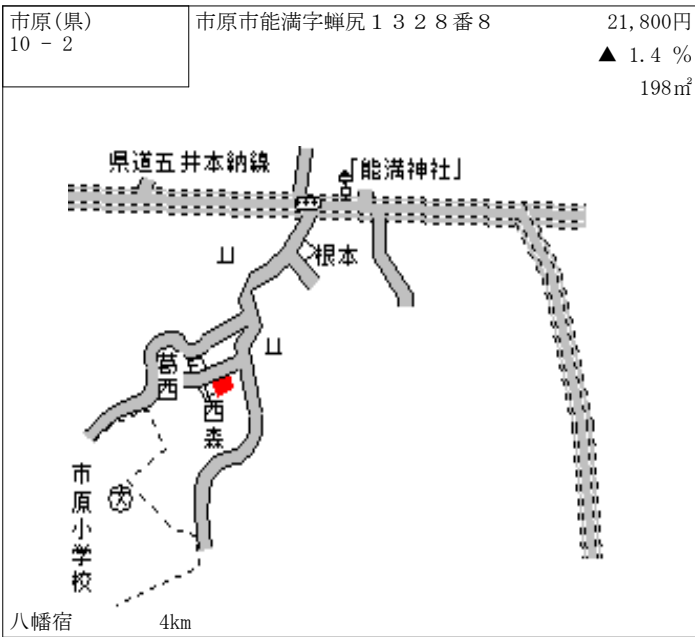 市原(県)
10 - 2
市原市能満字蝉尻1328番8
21,800円
▲ 1.4 %
198㎡
県道五井本納線
「能満神社」
根本
葛西
西森
市原小学校
文
八幡宿 4km